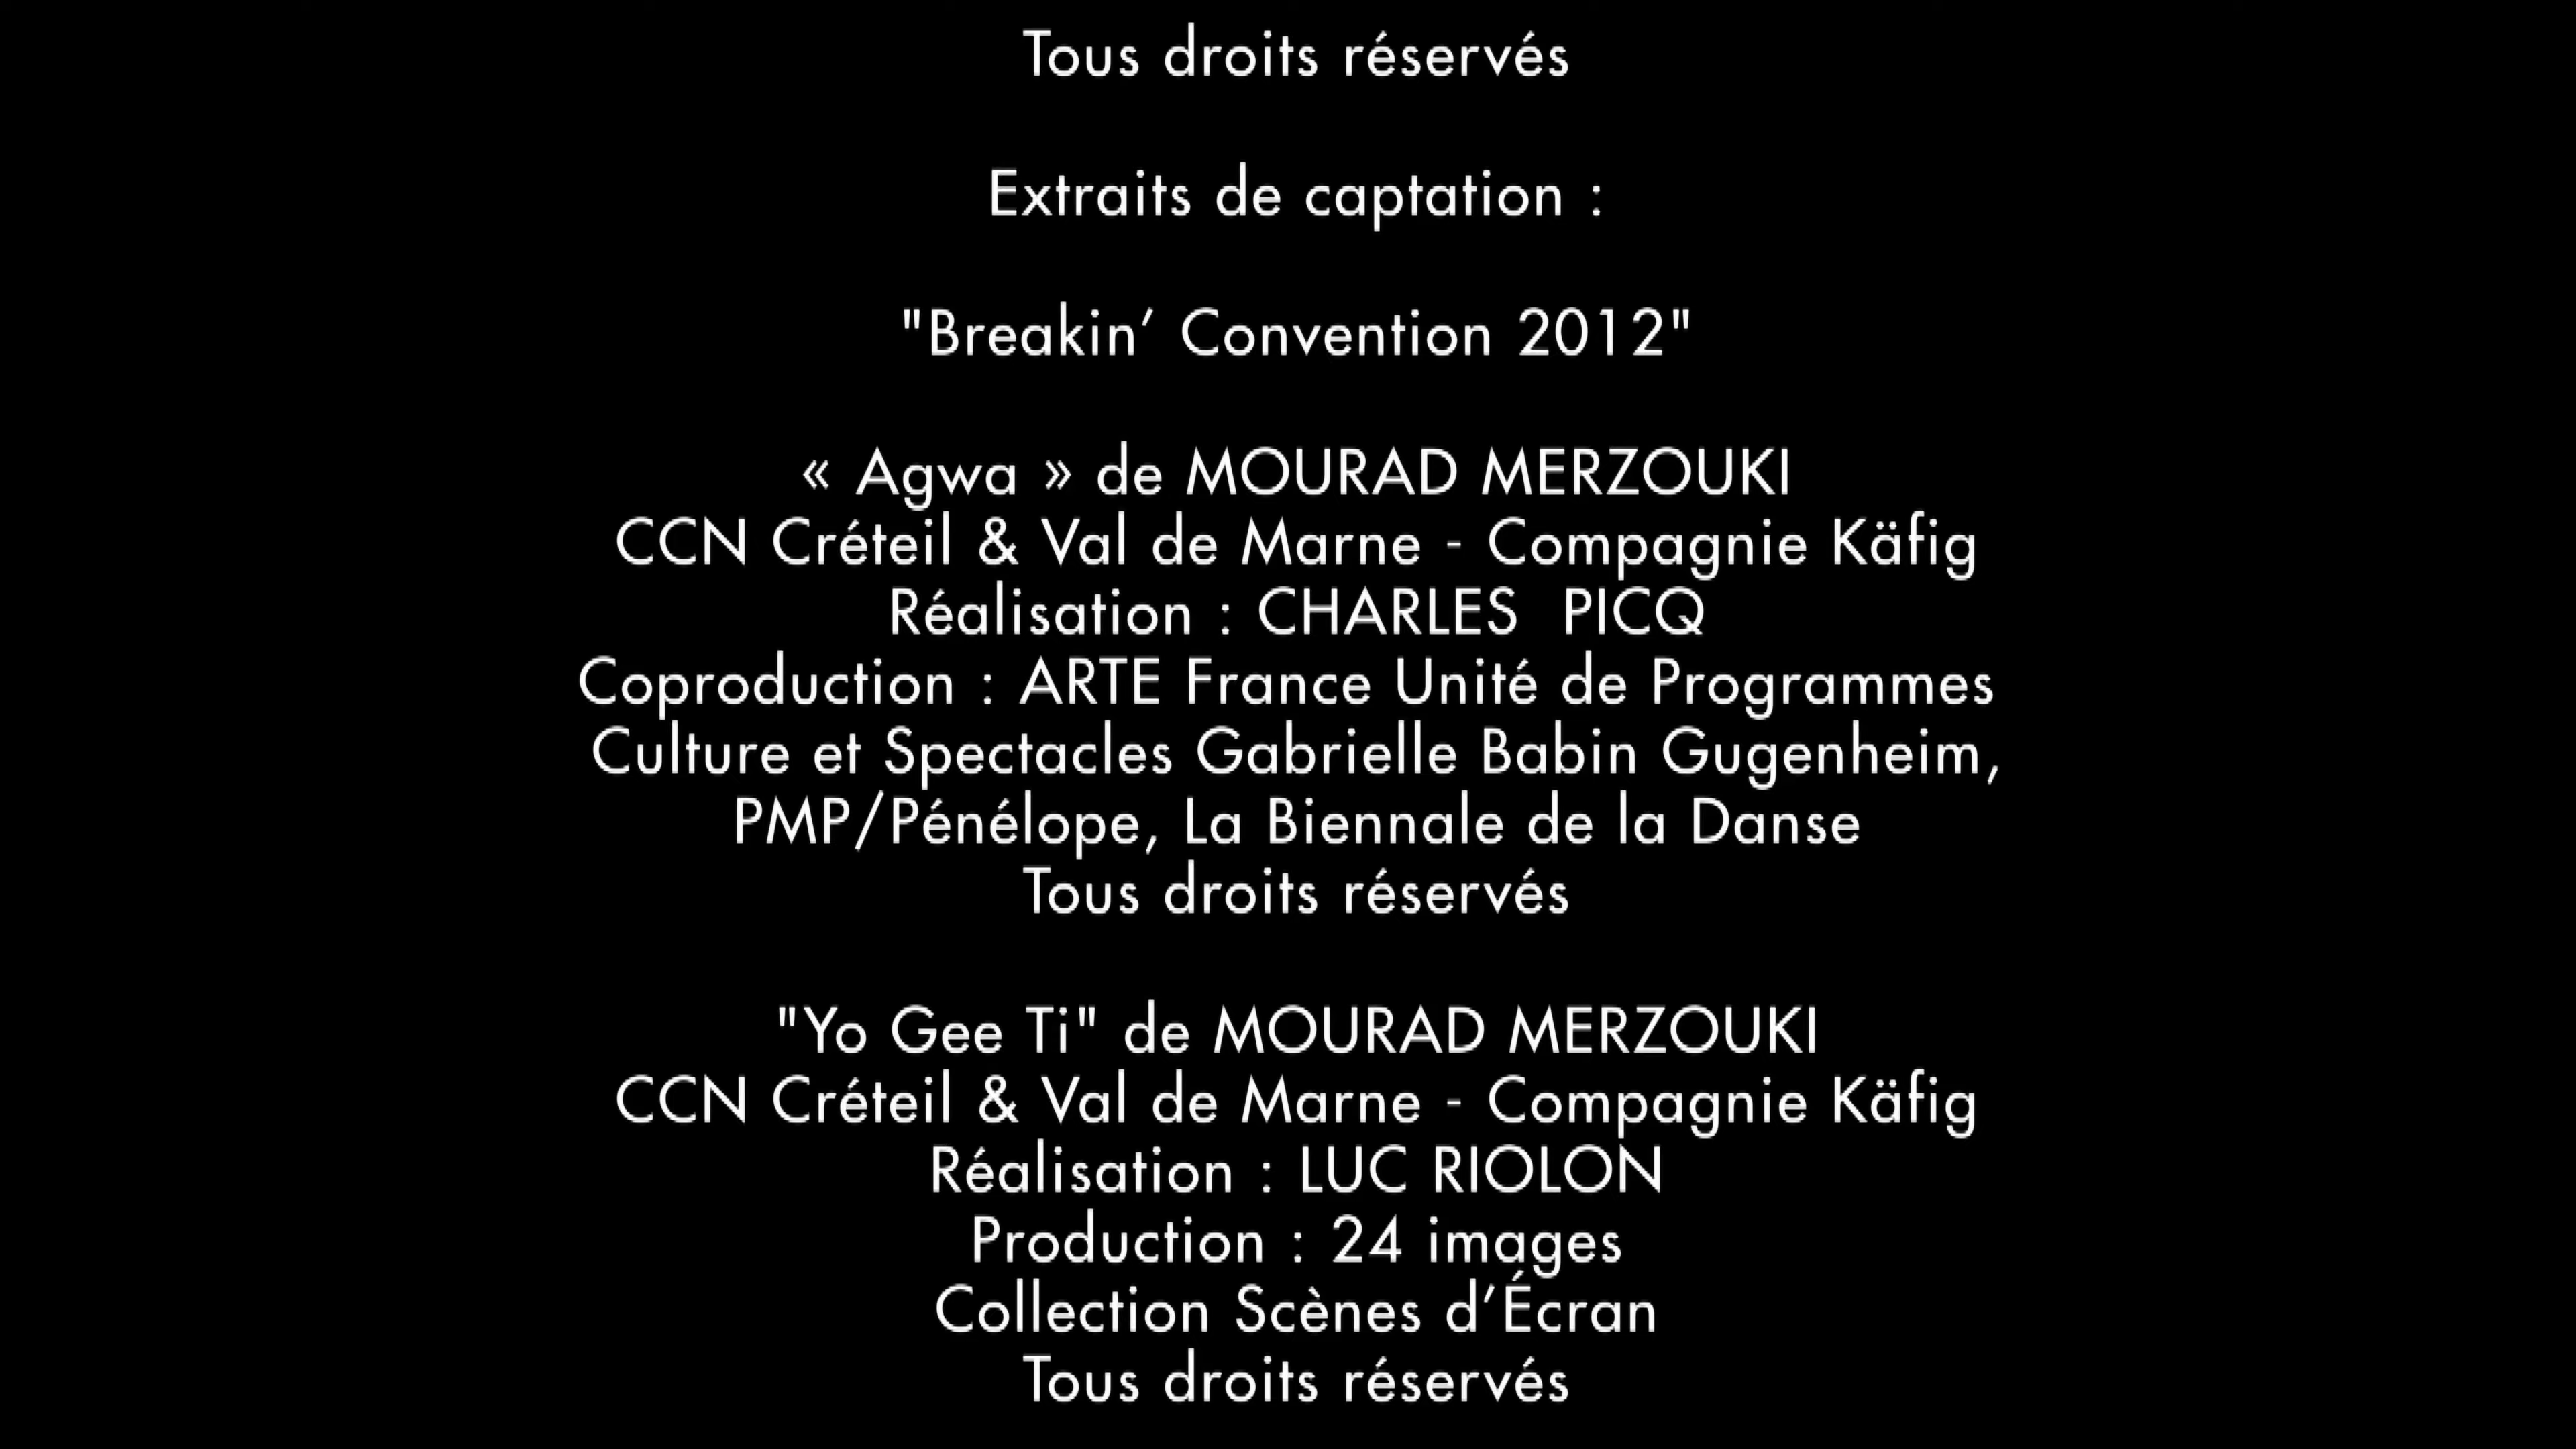 Tous droits réservés
Extraits de captation :
"Breakin’ Convention 2012"
« Agwa » de MOURAD MERZOUKI
CCN Créteil & Val de Marne - Compagnie Käfig
Réalisation : CHARLES  PICQ
Coproduction : ARTE France Unité de Programmes
Culture et Spectacles Gabrielle Babin Gugenheim,
PMP/Pénélope, La Biennale de la Danse
Tous droits réservés
"Yo Gee Ti" de MOURAD MERZOUKI
CCN Créteil & Val de Marne - Compagnie Käfig
Réalisation : LUC RIOLON
Production : 24 images
Collection Scènes d’Écran
Tous droits réservés